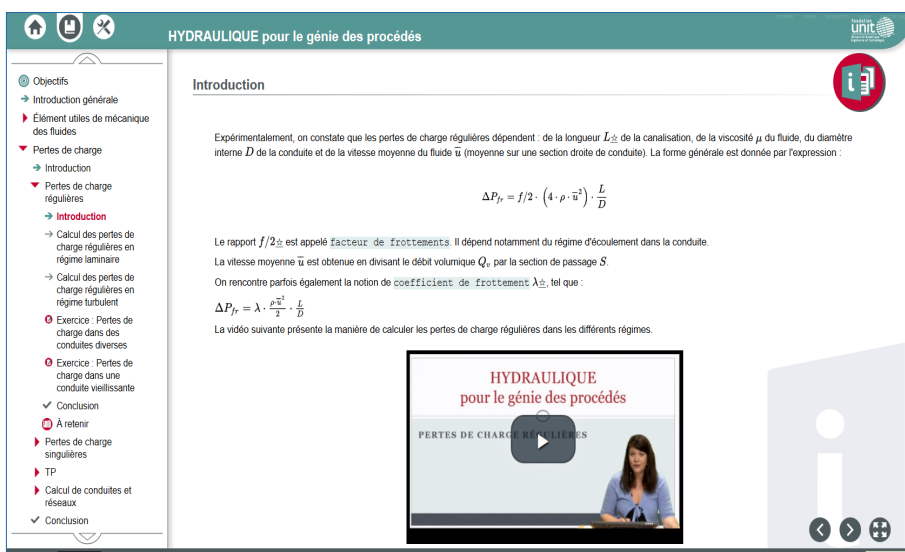 HYDRAULIQUE pour le génie des procédés
fondation
unit
Objectifs
Introduction générale
Élément utiles de mécanique
des fluides
Pertes de charge
Introduction
Pertes de charge
régulières
Introduction
Calcul des pertes de
charge régulières en
régime laminaire
Calcul des pertes de
charge régulières en
régime turbulent
Exercice : Pertes de
charge dans des
conduites diverses
Exercice : Pertes de
charge dans une
conduite vieillissante
Conclusion
À retenir
Pertes de charge
singulières
TP
Calcul de conduites et
réseaux
Conclusion
Introduction
Expérimentalement, on constate que les pertes de charge régulières dépendent : de la longueur L☆ de la canalisation, de la viscosité μ du fluide, du diamétre
interne D de la conduite et de la vitesse moyenne du fluide u̅ (moyenne sur une section droite de conduite). La forme générale est donnée par l'expression :
ΔP_fr = f/2 · (4 · ρ · u̅²) · L/D
Le rapport f/2☆ est appelé facteur de frottements. Il dépend notamment du régime d'écoulement dans la conduite.
La vitesse moyenne u̅ est obtenue en divisant le débit volumique Q_v par la section de passage S.
On rencontre parfois également la notion de coefficient de frottement λ☆, tel que :
ΔP_fr = λ · ρ·u̅²/2 · L/D
La vidéo suivante présente la manière de calculer les pertes de charge régulières dans les différents régimes.
HYDRAULIQUE
pour le génie des procédés
PERTES DE CHARGE RÉGULIÈRES